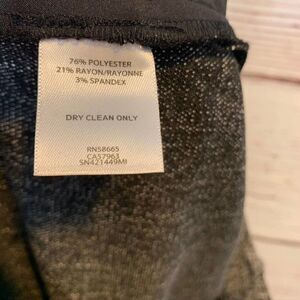 76% POLYESTER
21% RAYON/RAYONNE
3% SPANDEX
DRY CLEAN ONLY
RN58665
CA57963
SN421449MI